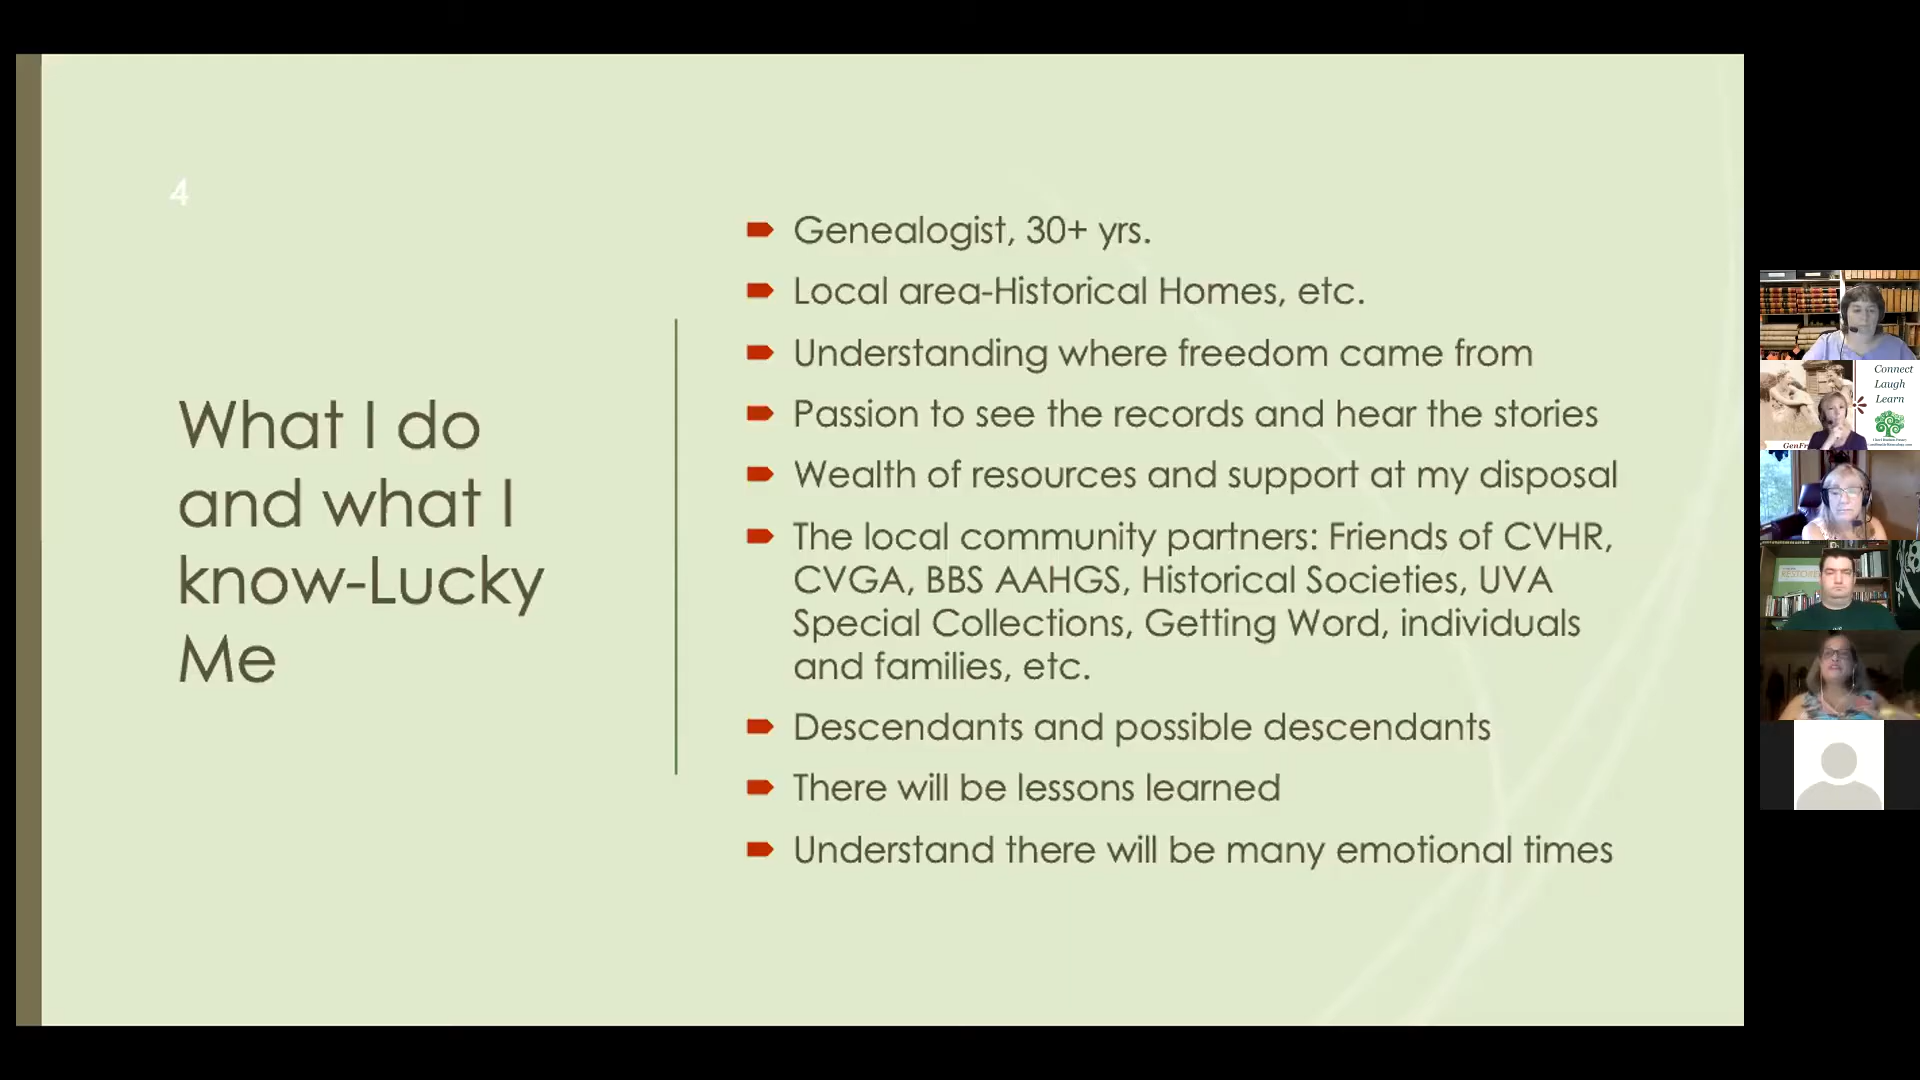 4
What I do
and what I
know-Lucky
Me
Genealogist, 30+ yrs.
Local area-Historical Homes, etc.
Understanding where freedom came from
Passion to see the records and hear the stories
Wealth of resources and support at my disposal
The local community partners: Friends of CVHR,
CVGA, BBS AAHGS, Historical Societies, UVA
Special Collections, Getting Word, individuals
and families, etc.
Descendants and possible descendants
There will be lessons learned
Understand there will be many emotional times
Connect
Laugh
Learn